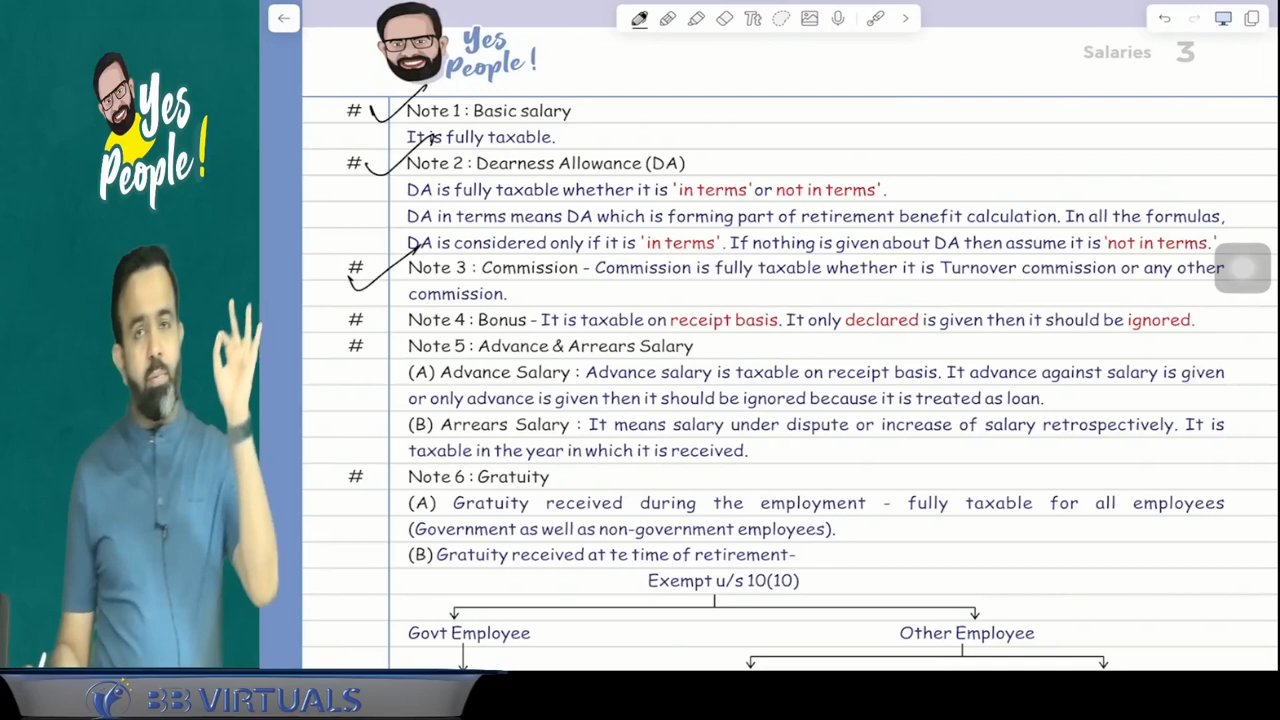 Yes
People !
Yes
People !
Salaries 3
# Note 1 : Basic salary
It is fully taxable.
# Note 2 : Dearness Allowance (DA)
DA is fully taxable whether it is 'in terms' or not in terms'.
DA in terms means DA which is forming part of retirement benefit calculation. In all the formulas,
DA is considered only if it is 'in terms'. If nothing is given about DA then assume it is 'not in terms.'
# Note 3 : Commission - Commission is fully taxable whether it is Turnover commission or any other
commission.
# Note 4 : Bonus - It is taxable on receipt basis. It only declared is given then it should be ignored.
# Note 5 : Advance & Arrears Salary
(A) Advance Salary : Advance salary is taxable on receipt basis. It advance against salary is given
or only advance is given then it should be ignored because it is treated as loan.
(B) Arrears Salary : It means salary under dispute or increase of salary retrospectively. It is
taxable in the year in which it is received.
# Note 6 : Gratuity
(A) Gratuity received during the employment - fully taxable for all employees
(Government as well as non-government employees).
(B) Gratuity received at te time of retirement-
Exempt u/s 10(10)
Govt Employee Other Employee
BB VIRTUALS